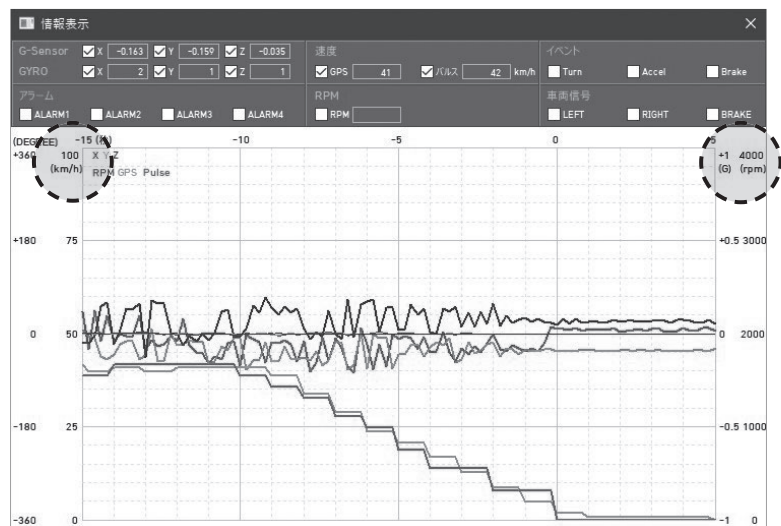 情報表示
G-Sensor X -0.163 Y -0.159 Z -0.035 速度 イベント
GYRO X 2 Y 1 Z 1 GPS 41 パルス 42 km/h Turn Accel Brake
アラーム RPM 車両信号
ALARM1 ALARM2 ALARM3 ALARM4 RPM LEFT RIGHT BRAKE
(DEGREE) -15 (秒) -10 -5 0 5
+360 100 X Y Z +1 4000
(km/h) RPM GPS Pulse (G) (rpm)
+180 75 +0.5 3000
0 50 0 2000
-180 25 -0.5 1000
-360 0 -1 0